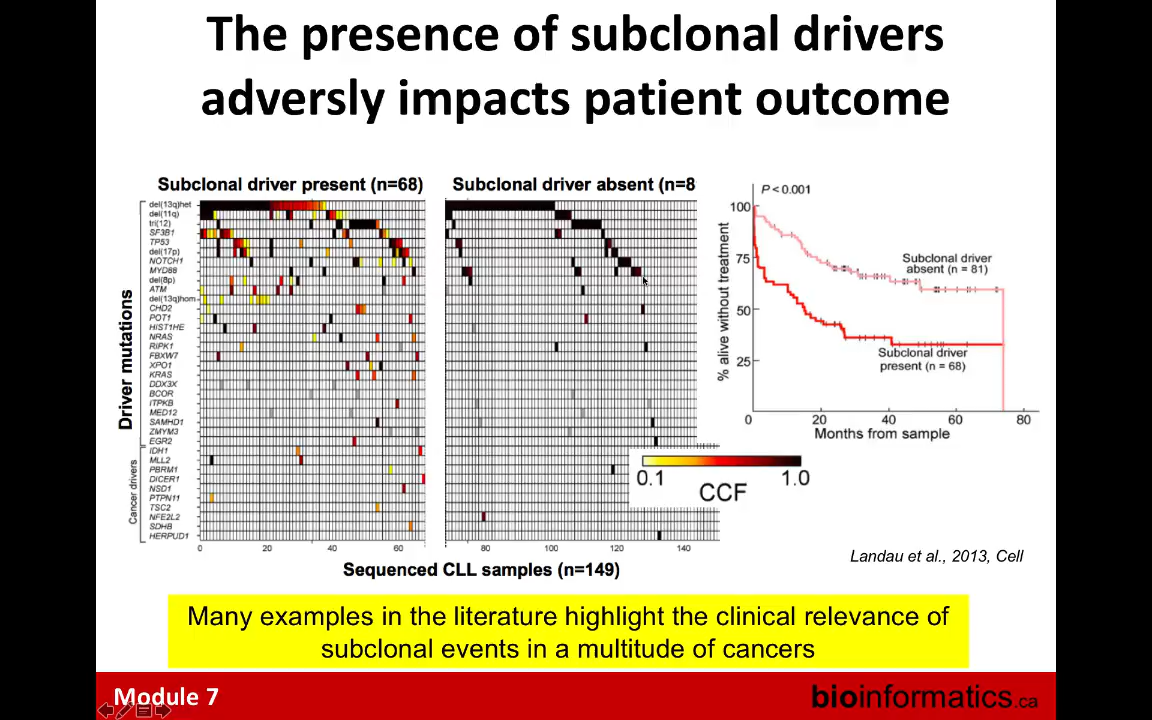 The presence of subclonal drivers
adversly impacts patient outcome
Subclonal driver present (n=68)
Subclonal driver absent (n=8
Driver mutations
Cancer drivers
del(13q)het
del(11q)
tri(12)
SF3B1
TP53
del(17p)
NOTCH1
MYD88
del(8p)
ATM
del(13q)hom
CHD2
POT1
HIST1HE
NRAS
RIPK1
FBXW7
XPO1
KRAS
DDX3X
BCOR
ITPKB
MED12
SAMHD1
ZMYM3
EGR2
IDH1
MLL2
PBRM1
DICER1
NSD1
PTPN11
TSC2
NFE2L2
SDHB
HERPUD1
0 20 40 60
80 100 120 140
Sequenced CLL samples (n=149)
0.1 1.0
CCF
P < 0.001
% alive without treatment
100
75
50
25
Subclonal driver
absent (n = 81)
Subclonal driver
present (n = 68)
0 20 40 60 80
Months from sample
Landau et al., 2013, Cell
Many examples in the literature highlight the clinical relevance of
subclonal events in a multitude of cancers
Module 7
bioinformatics.ca